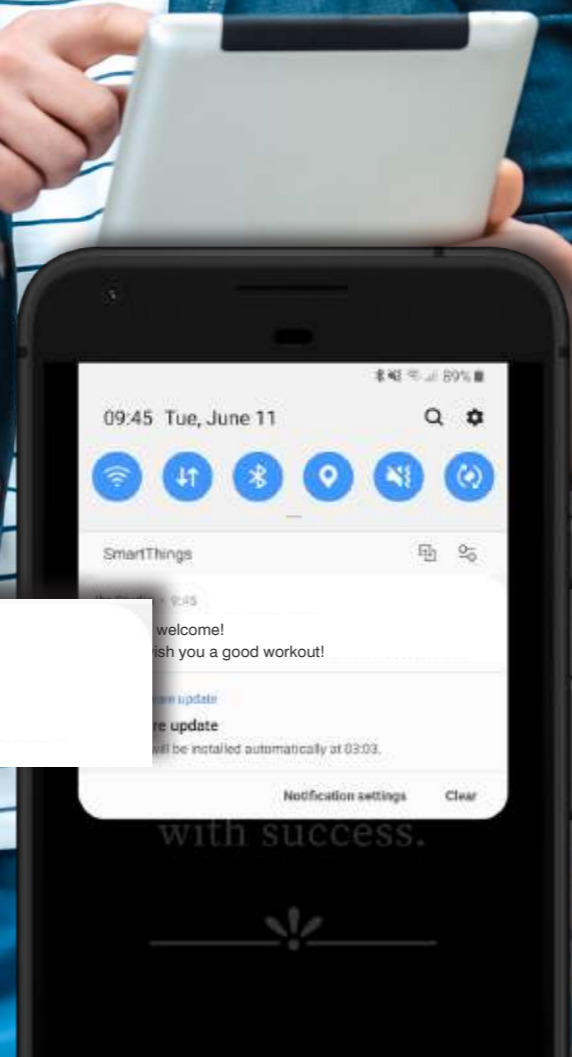 89%
09:45 Tue, June 11
SmartThings
9:45
welcome!
ish you a good workout!
update
re update
will be installed automatically at 03:03.
Notification settings Clear
with success.